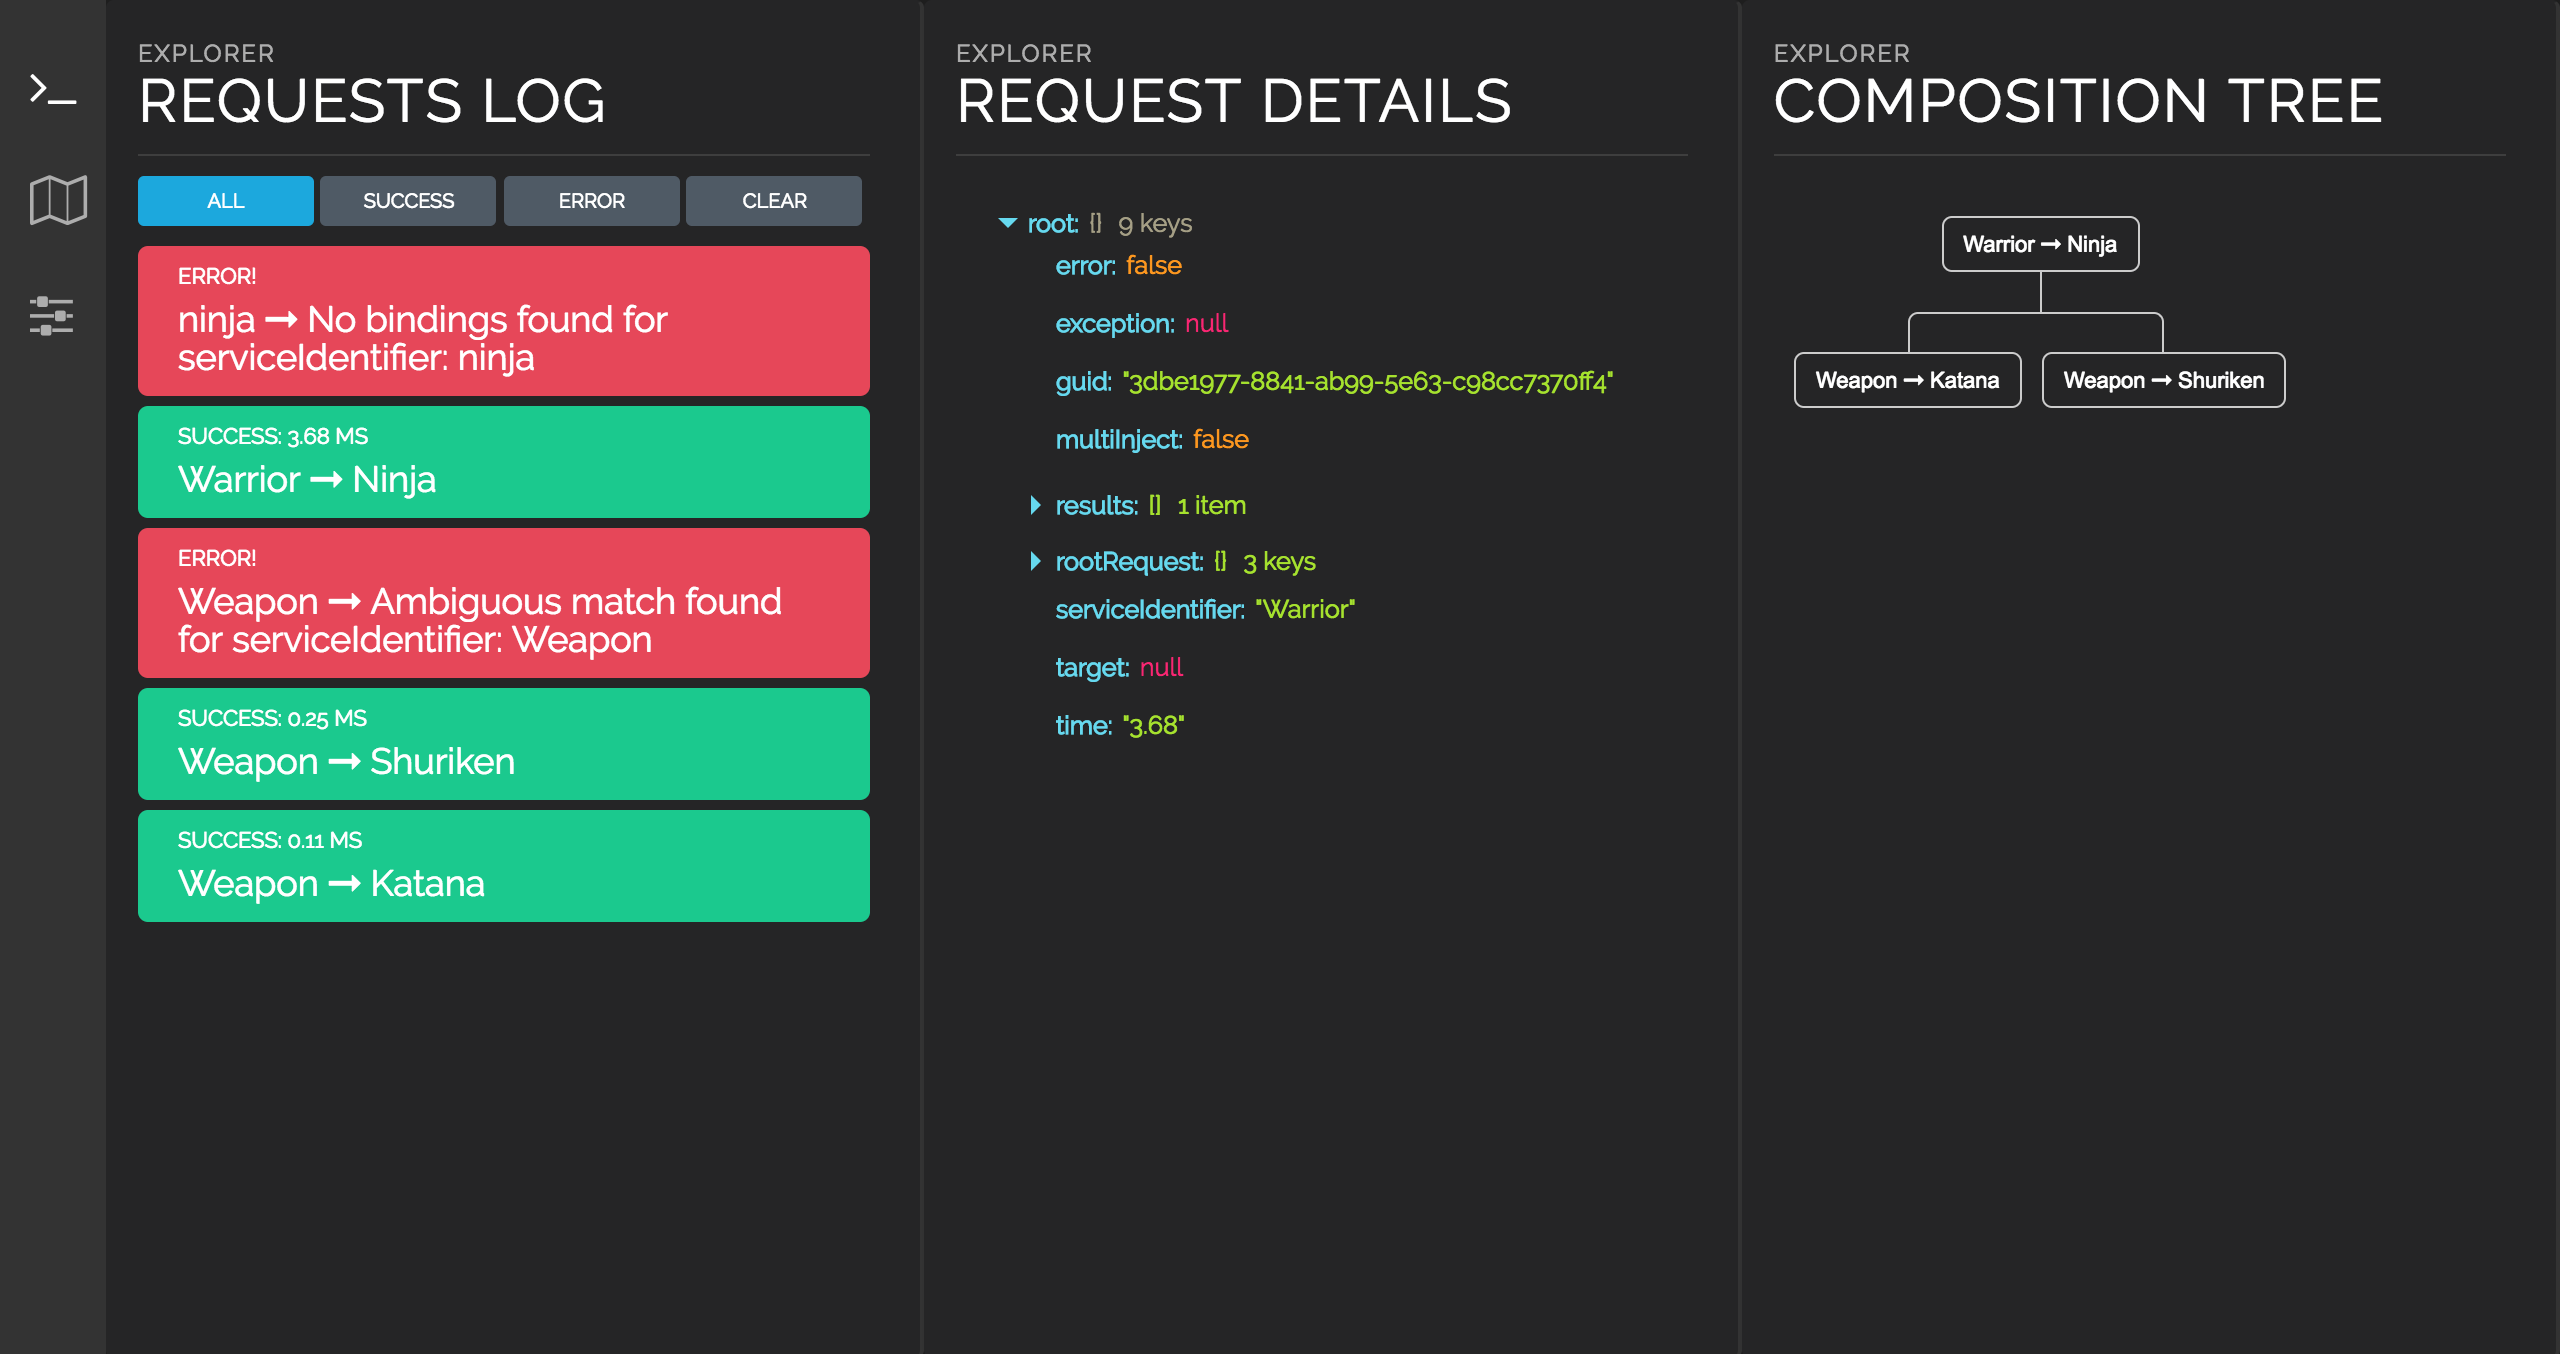 EXPLORER
REQUESTS LOG
ALL
SUCCESS
ERROR
CLEAR
ERROR!
ninja → No bindings found for
serviceIdentifier: ninja
SUCCESS: 3.68 MS
Warrior → Ninja
ERROR!
Weapon → Ambiguous match found
for serviceIdentifier: Weapon
SUCCESS: 0.25 MS
Weapon → Shuriken
SUCCESS: 0.11 MS
Weapon → Katana
EXPLORER
REQUEST DETAILS
root: {} 9 keys
error: false
exception: null
guid: "3dbe1977-8841-ab99-5e63-c98cc7370ff4"
multiInject: false
results: [] 1 item
rootRequest: {} 3 keys
serviceIdentifier: "Warrior"
target: null
time: "3.68"
EXPLORER
COMPOSITION TREE
Warrior → Ninja
Weapon → Katana
Weapon → Shuriken